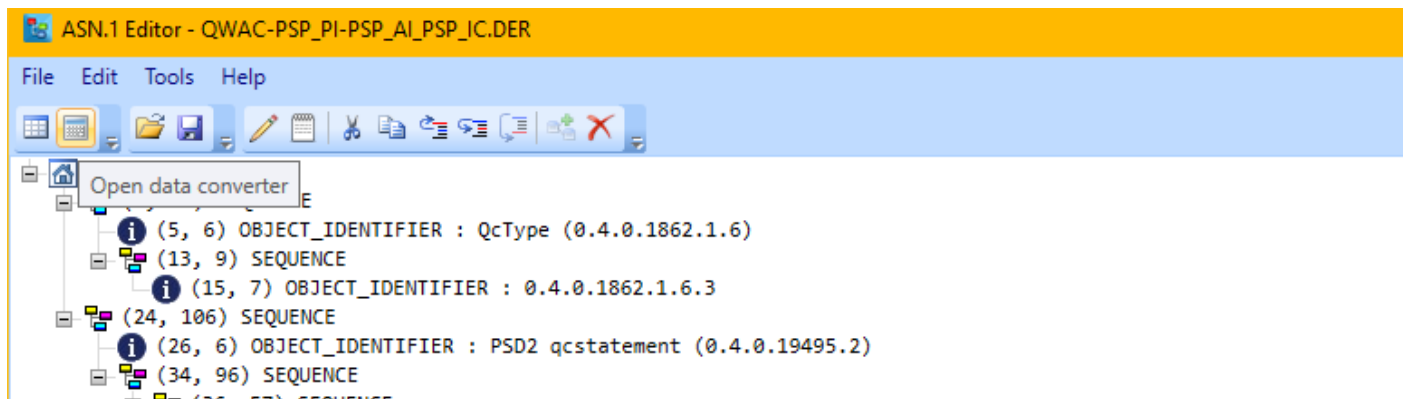 ASN.1 Editor - QWAC-PSP_PI-PSP_AI_PSP_IC.DER
File Edit Tools Help
Open data converter
E
(5, 6) OBJECT_IDENTIFIER : QcType (0.4.0.1862.1.6)
(13, 9) SEQUENCE
(15, 7) OBJECT_IDENTIFIER : 0.4.0.1862.1.6.3
(24, 106) SEQUENCE
(26, 6) OBJECT_IDENTIFIER : PSD2 qcstatement (0.4.0.19495.2)
(34, 96) SEQUENCE